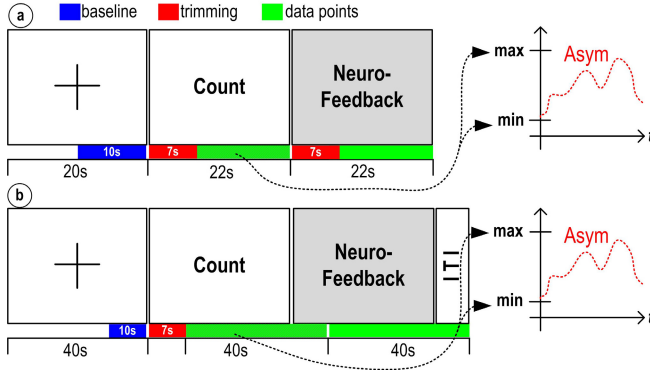 a baseline trimming data points
Count
Neuro-
Feedback
max
min
Asym
t
10s 7s 7s
20s 22s 22s
b
Count
Neuro-
Feedback
ITI
max
min
Asym
t
10s 7s
40s 40s 40s